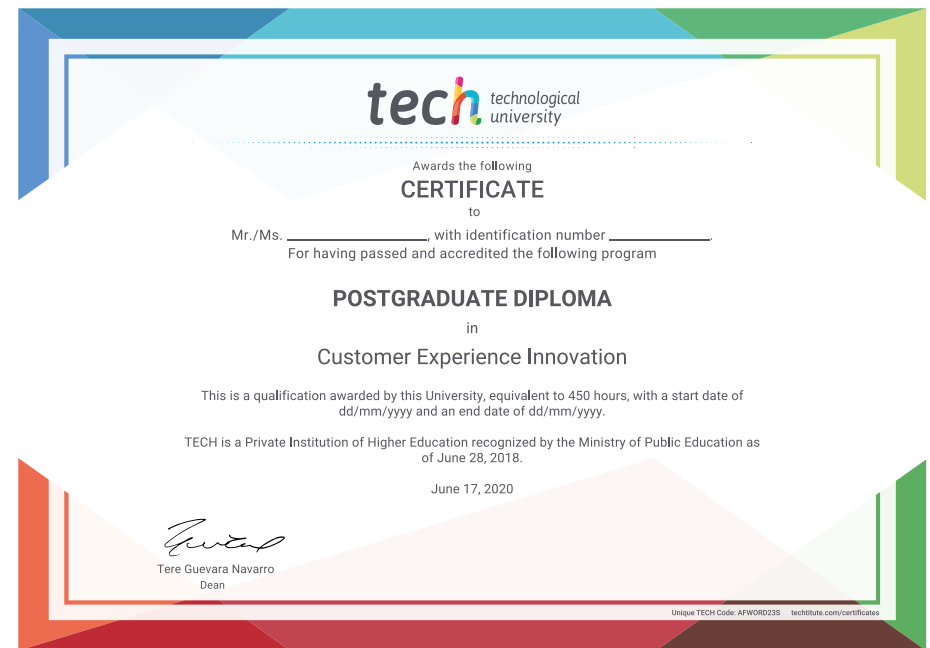 tech technological
university
Awards the following
CERTIFICATE
to
Mr./Ms. ____________________, with identification number ______________.
For having passed and accredited the following program
POSTGRADUATE DIPLOMA
in
Customer Experience Innovation
This is a qualification awarded by this University, equivalent to 450 hours, with a start date of
dd/mm/yyyy and an end date of dd/mm/yyyy.
TECH is a Private Institution of Higher Education recognized by the Ministry of Public Education as
of June 28, 2018.
June 17, 2020
Tere Guevara Navarro
Dean
Unique TECH Code: AFWORD23S techtitute.com/certificates